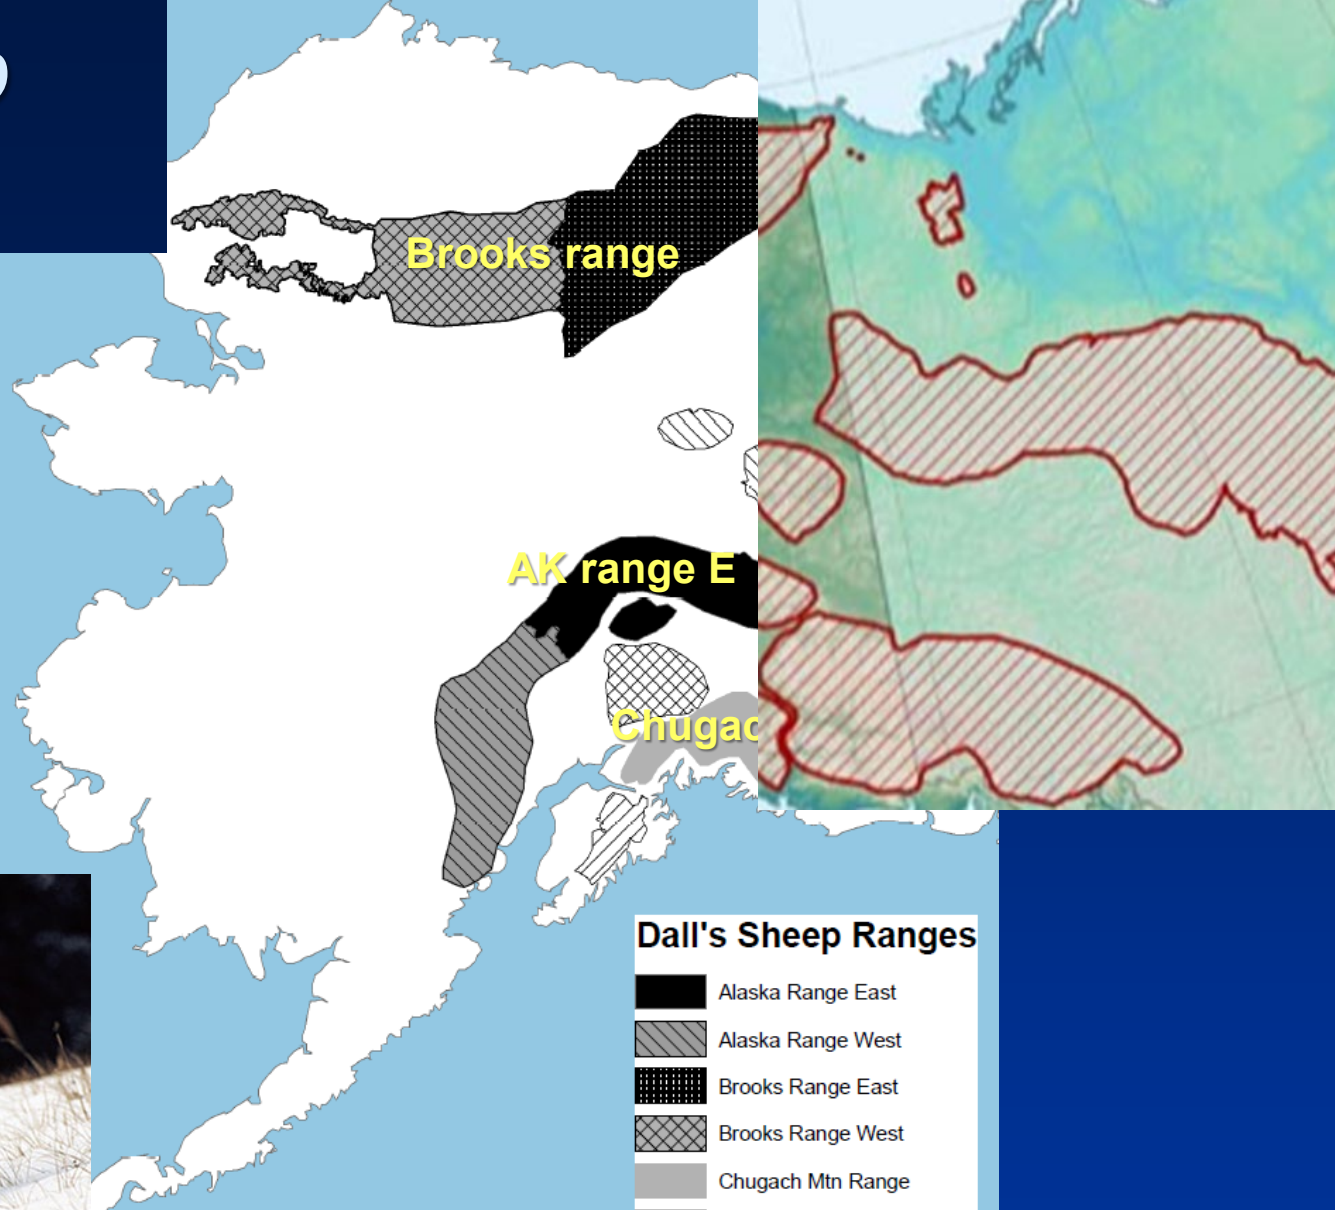 Brooks range
AK range E
Chugac
Dall's Sheep Ranges
Alaska Range East
Alaska Range West
Brooks Range East
Brooks Range West
Chugach Mtn Range